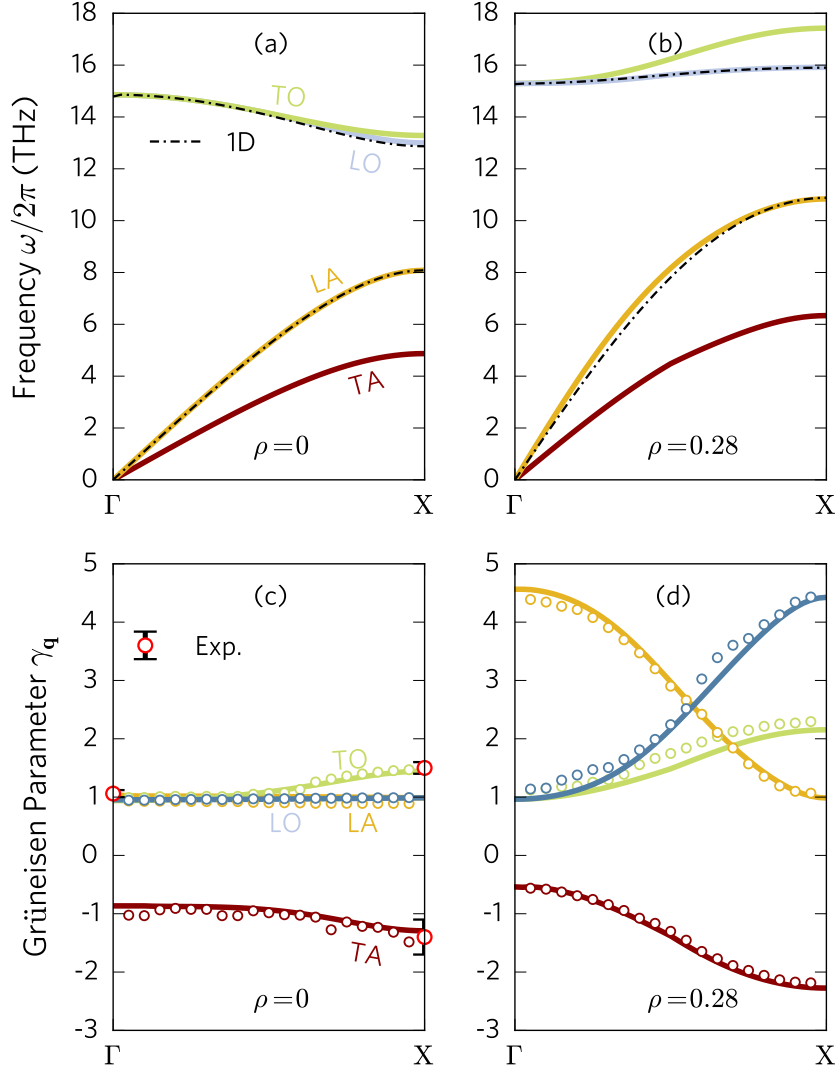 Frequency ω/2π (THz)
18
16
14
12
10
8
6
4
2
0
(a)
TO
1D
LO
LA
TA
ρ=0
Γ
X
(b)
18
16
14
12
10
8
6
4
2
0
ρ=0.28
Γ
X
Grüneisen Parameter γq
5
4
3
2
1
0
-1
-2
-3
(c)
Exp.
TO
LO
LA
TA
ρ=0
Γ
X
(d)
5
4
3
2
1
0
-1
-2
-3
ρ=0.28
Γ
X